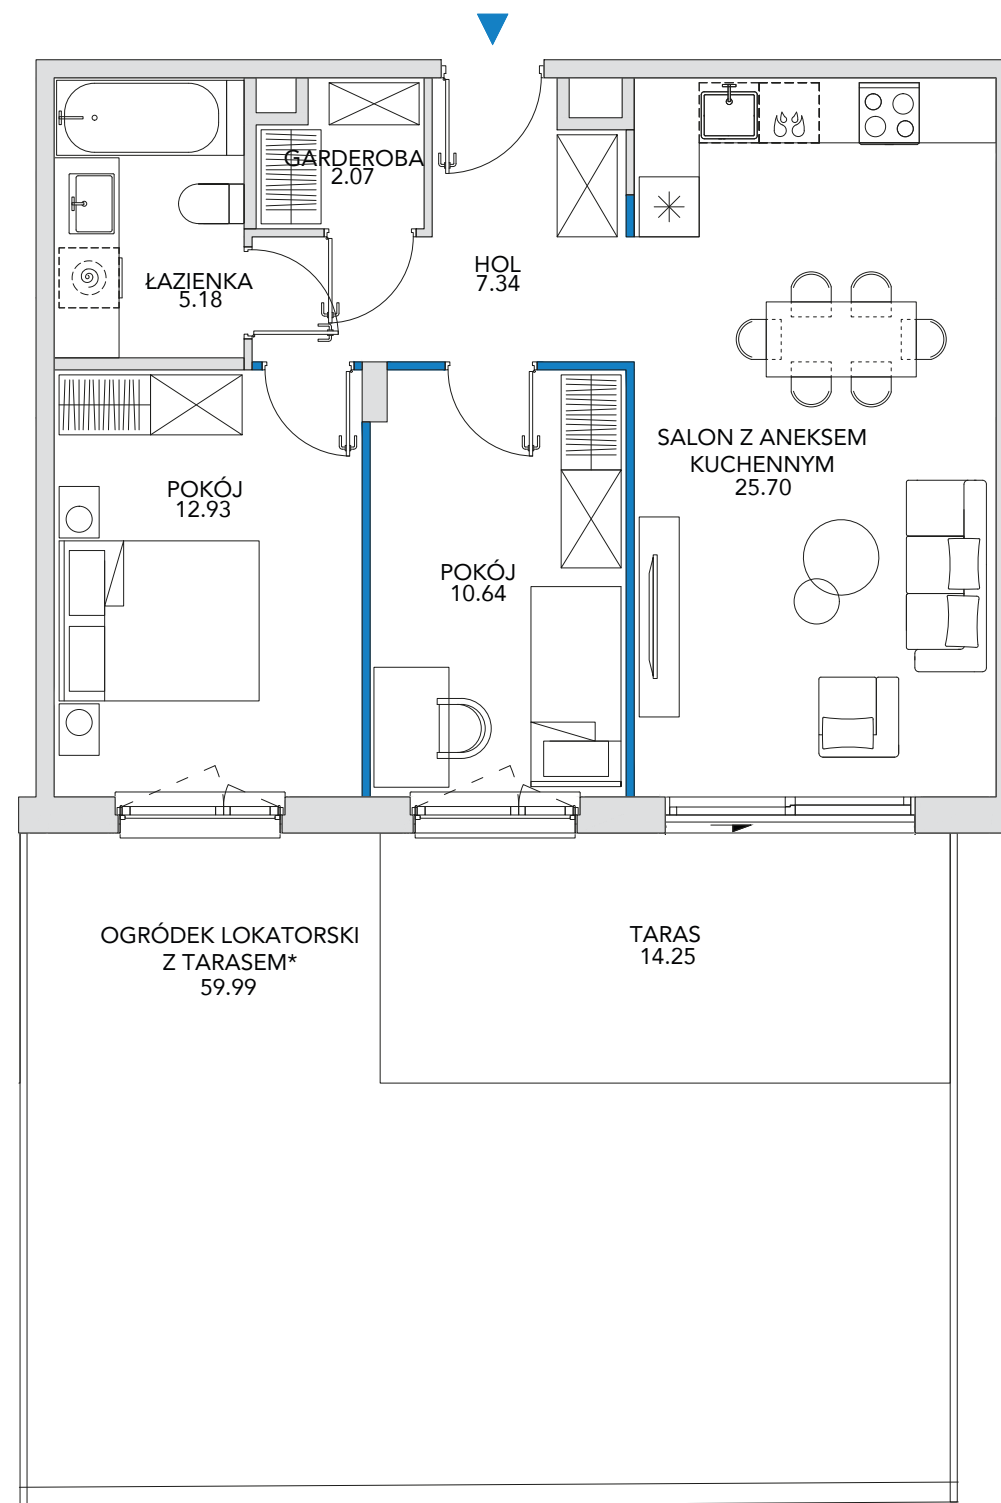 GARDEROBA
2.07
HOL
7.34
ŁAZIENKA
5.18
SALON Z ANEKSEM
KUCHENNYM
25.70
POKÓJ
12.93
POKÓJ
10.64
OGRÓDEK LOKATORSKI
Z TARASEM*
59.99
TARAS
14.25